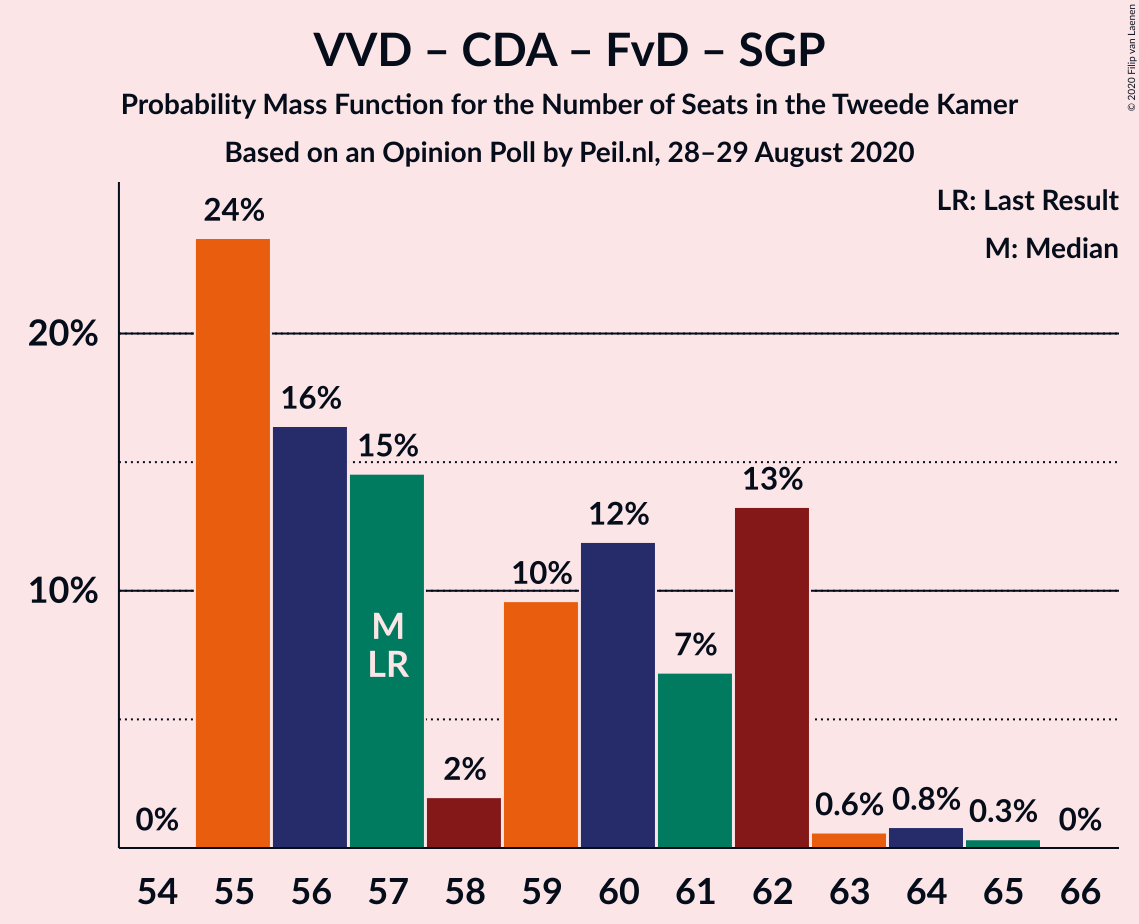 VVD – CDA – FvD – SGP
Probability Mass Function for the Number of Seats in the Tweede Kamer
Based on an Opinion Poll by Peil.nl, 28–29 August 2020
© 2020 Filip van Laenen
LR: Last Result
M: Median
20%
10%
0%
24%
16%
15%
2%
10%
12%
7%
13%
0.6%
0.8%
0.3%
0%
M
LR
54 55 56 57 58 59 60 61 62 63 64 65 66